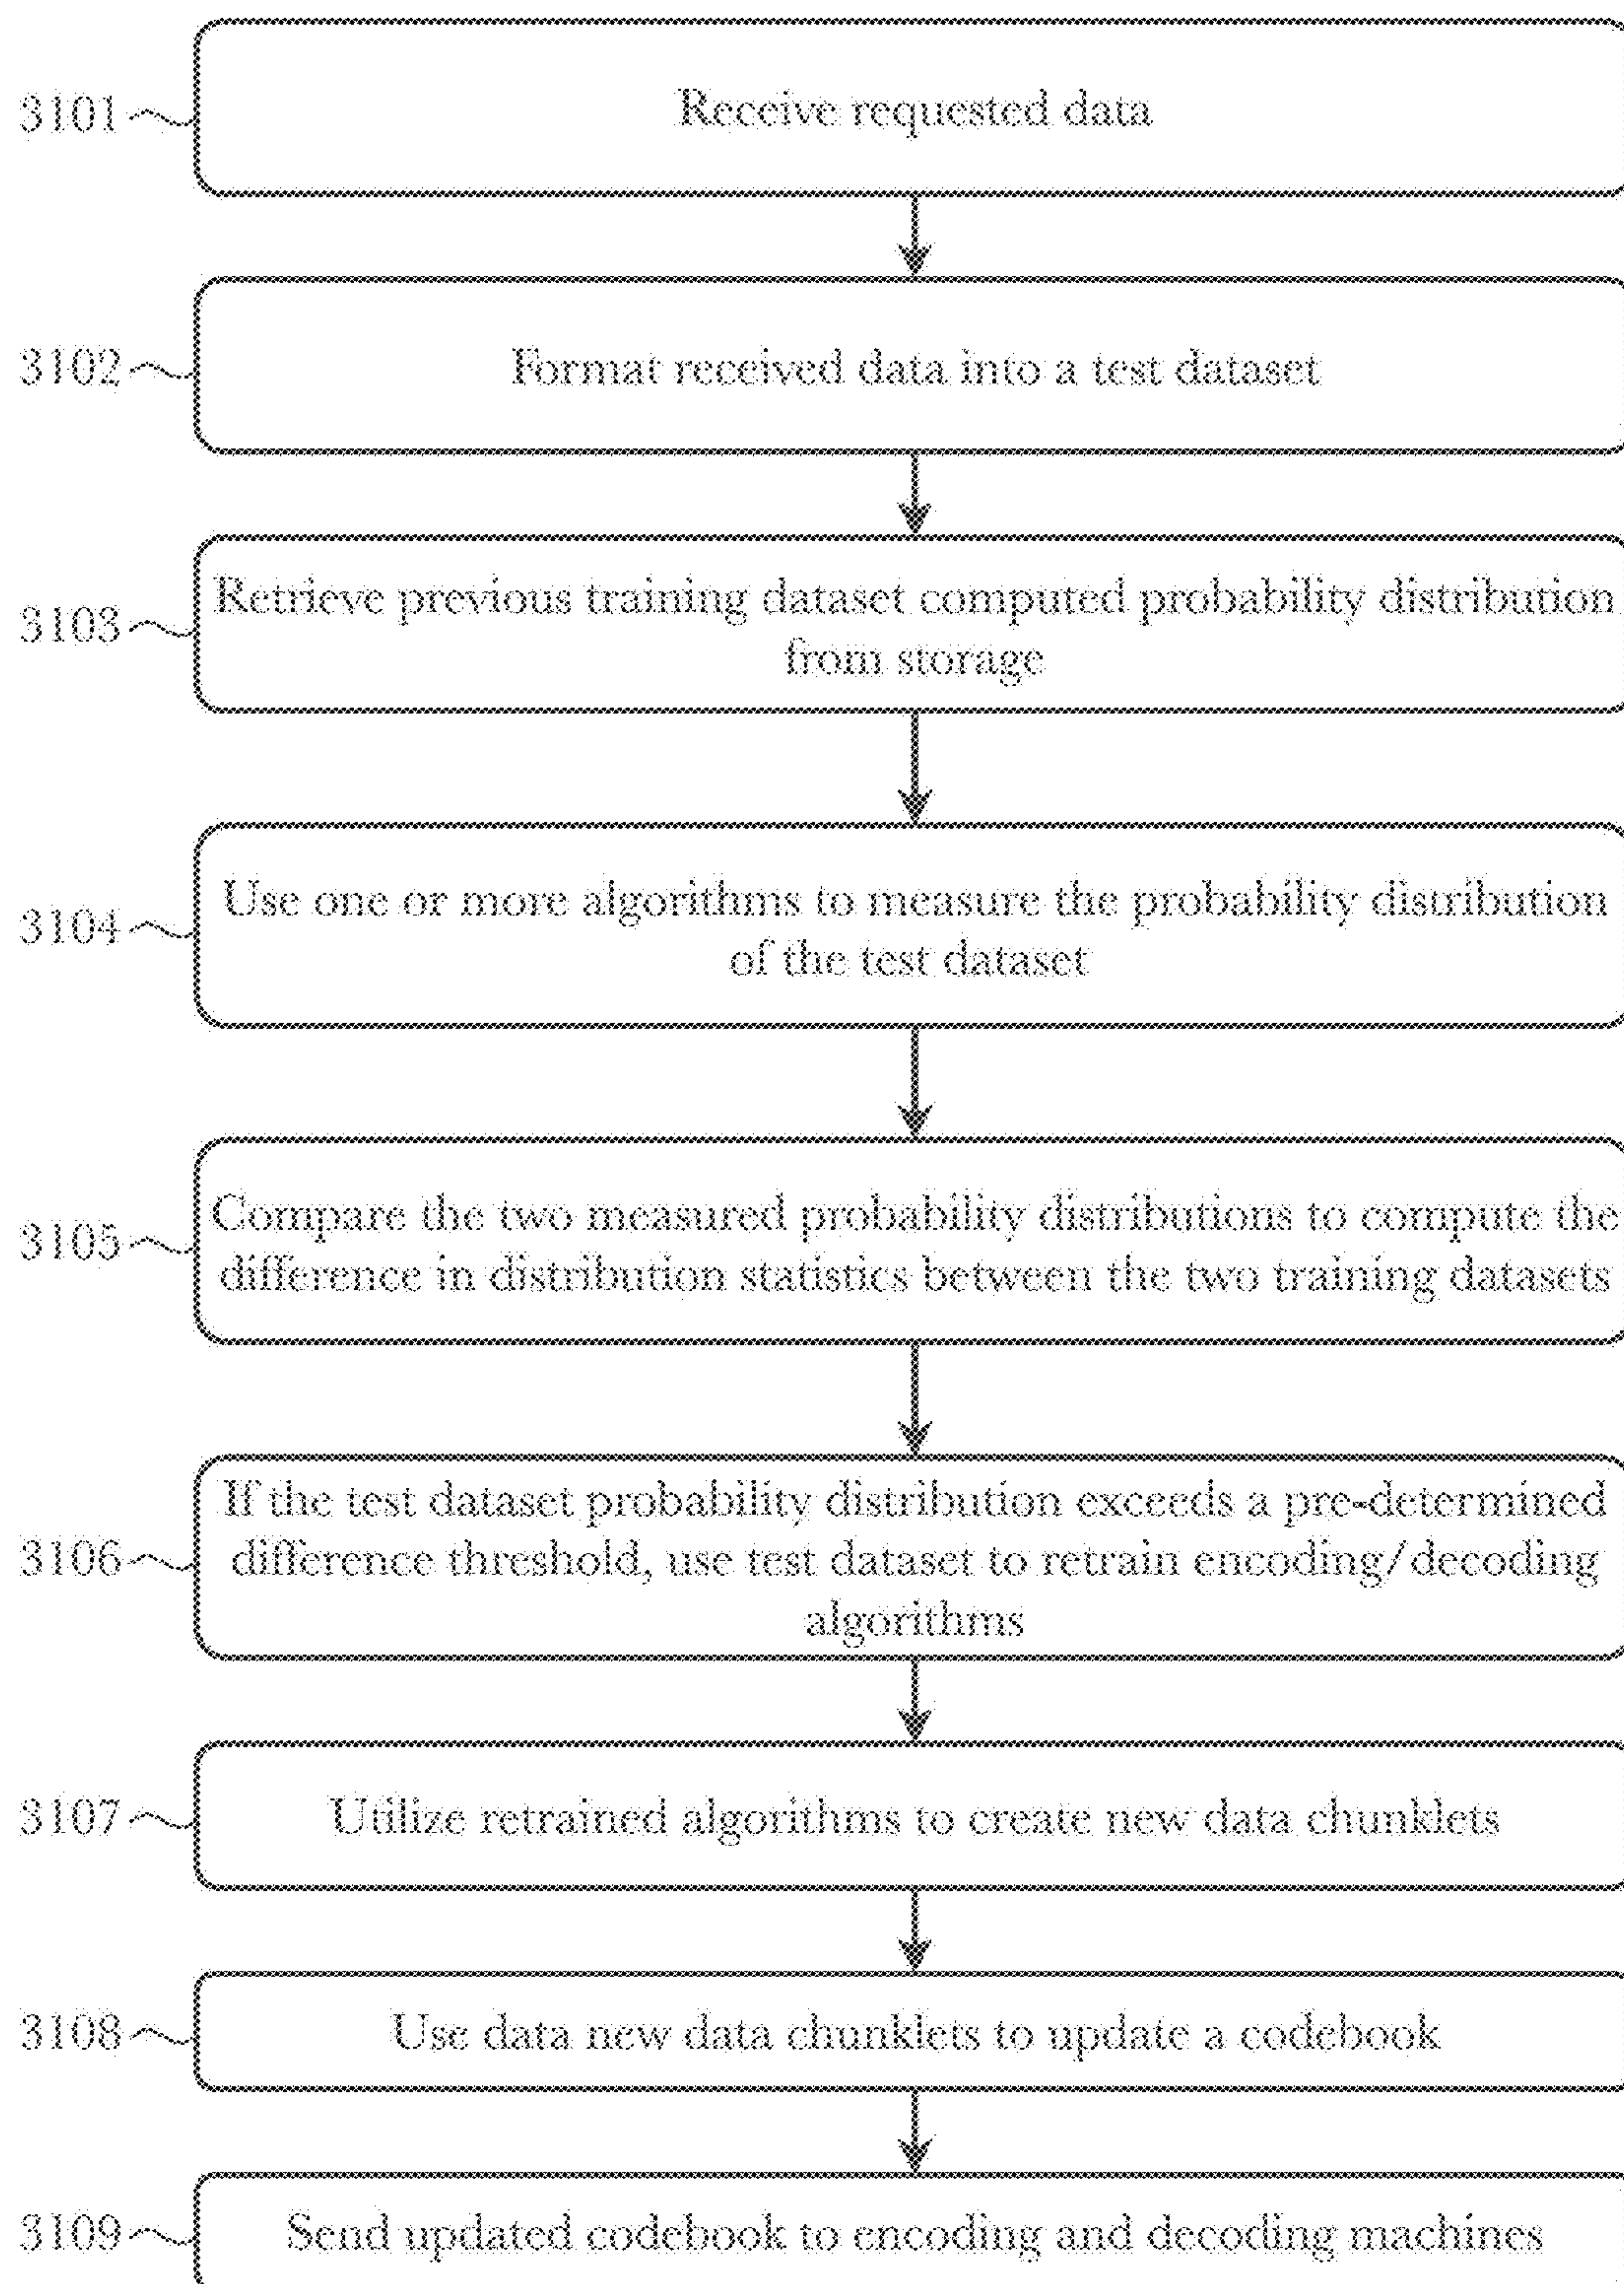 3101
Receive requested data
3102
Format received data into a test dataset
3103
Retrieve previous training dataset computed probability distribution
from storage
3104
Use one or more algorithms to measure the probability distribution
of the test dataset
3105
Compare the two measured probability distributions to compute the
difference in distribution statistics between the two training datasets
3106
If the test dataset probability distribution exceeds a pre-determined
difference threshold, use test dataset to retrain encoding/decoding
algorithms
3107
Utilize retrained algorithms to create new data chunklets
3108
Use data new data chunklets to update a codebook
3109
Send updated codebook to encoding and decoding machines